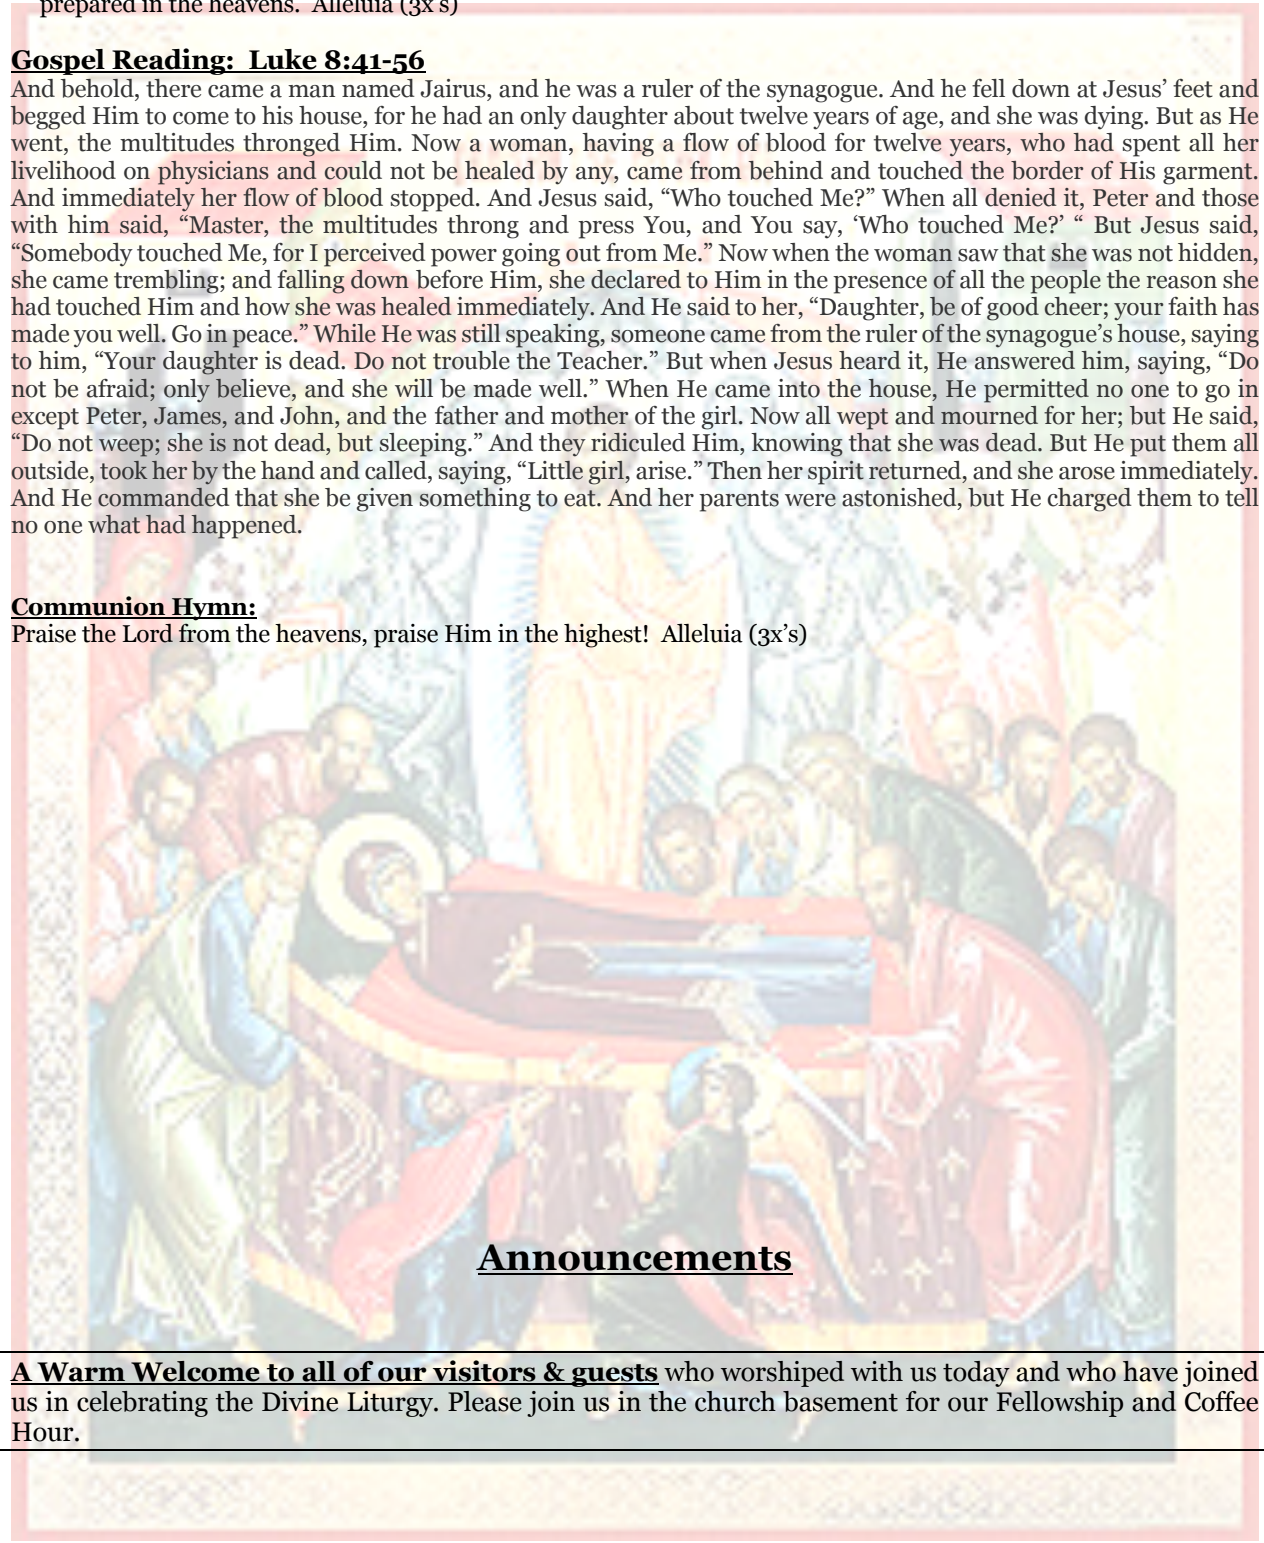 prepared in the heavens.  Alleluia (3x's)
Gospel Reading:  Luke 8:41-56
And behold, there came a man named Jairus, and he was a ruler of the synagogue. And he fell down at Jesus’ feet and
begged Him to come to his house, for he had an only daughter about twelve years of age, and she was dying. But as He
went, the multitudes thronged Him. Now a woman, having a flow of blood for twelve years, who had spent all her
livelihood on physicians and could not be healed by any, came from behind and touched the border of His garment.
And immediately her flow of blood stopped. And Jesus said, “Who touched Me?” When all denied it, Peter and those
with him said, “Master, the multitudes throng and press You, and You say, ‘Who touched Me?’ “ But Jesus said,
“Somebody touched Me, for I perceived power going out from Me.” Now when the woman saw that she was not hidden,
she came trembling; and falling down before Him, she declared to Him in the presence of all the people the reason she
had touched Him and how she was healed immediately. And He said to her, “Daughter, be of good cheer; your faith has
made you well. Go in peace.” While He was still speaking, someone came from the ruler of the synagogue’s house, saying
to him, “Your daughter is dead. Do not trouble the Teacher.” But when Jesus heard it, He answered him, saying, “Do
not be afraid; only believe, and she will be made well.” When He came into the house, He permitted no one to go in
except Peter, James, and John, and the father and mother of the girl. Now all wept and mourned for her; but He said,
“Do not weep; she is not dead, but sleeping.” And they ridiculed Him, knowing that she was dead. But He put them all
outside, took her by the hand and called, saying, “Little girl, arise.” Then her spirit returned, and she arose immediately.
And He commanded that she be given something to eat. And her parents were astonished, but He charged them to tell
no one what had happened.
Communion Hymn:
Praise the Lord from the heavens, praise Him in the highest!  Alleluia (3x’s)
Announcements
A Warm Welcome to all of our visitors & guests who worshiped with us today and who have joined
us in celebrating the Divine Liturgy. Please join us in the church basement for our Fellowship and Coffee
Hour.